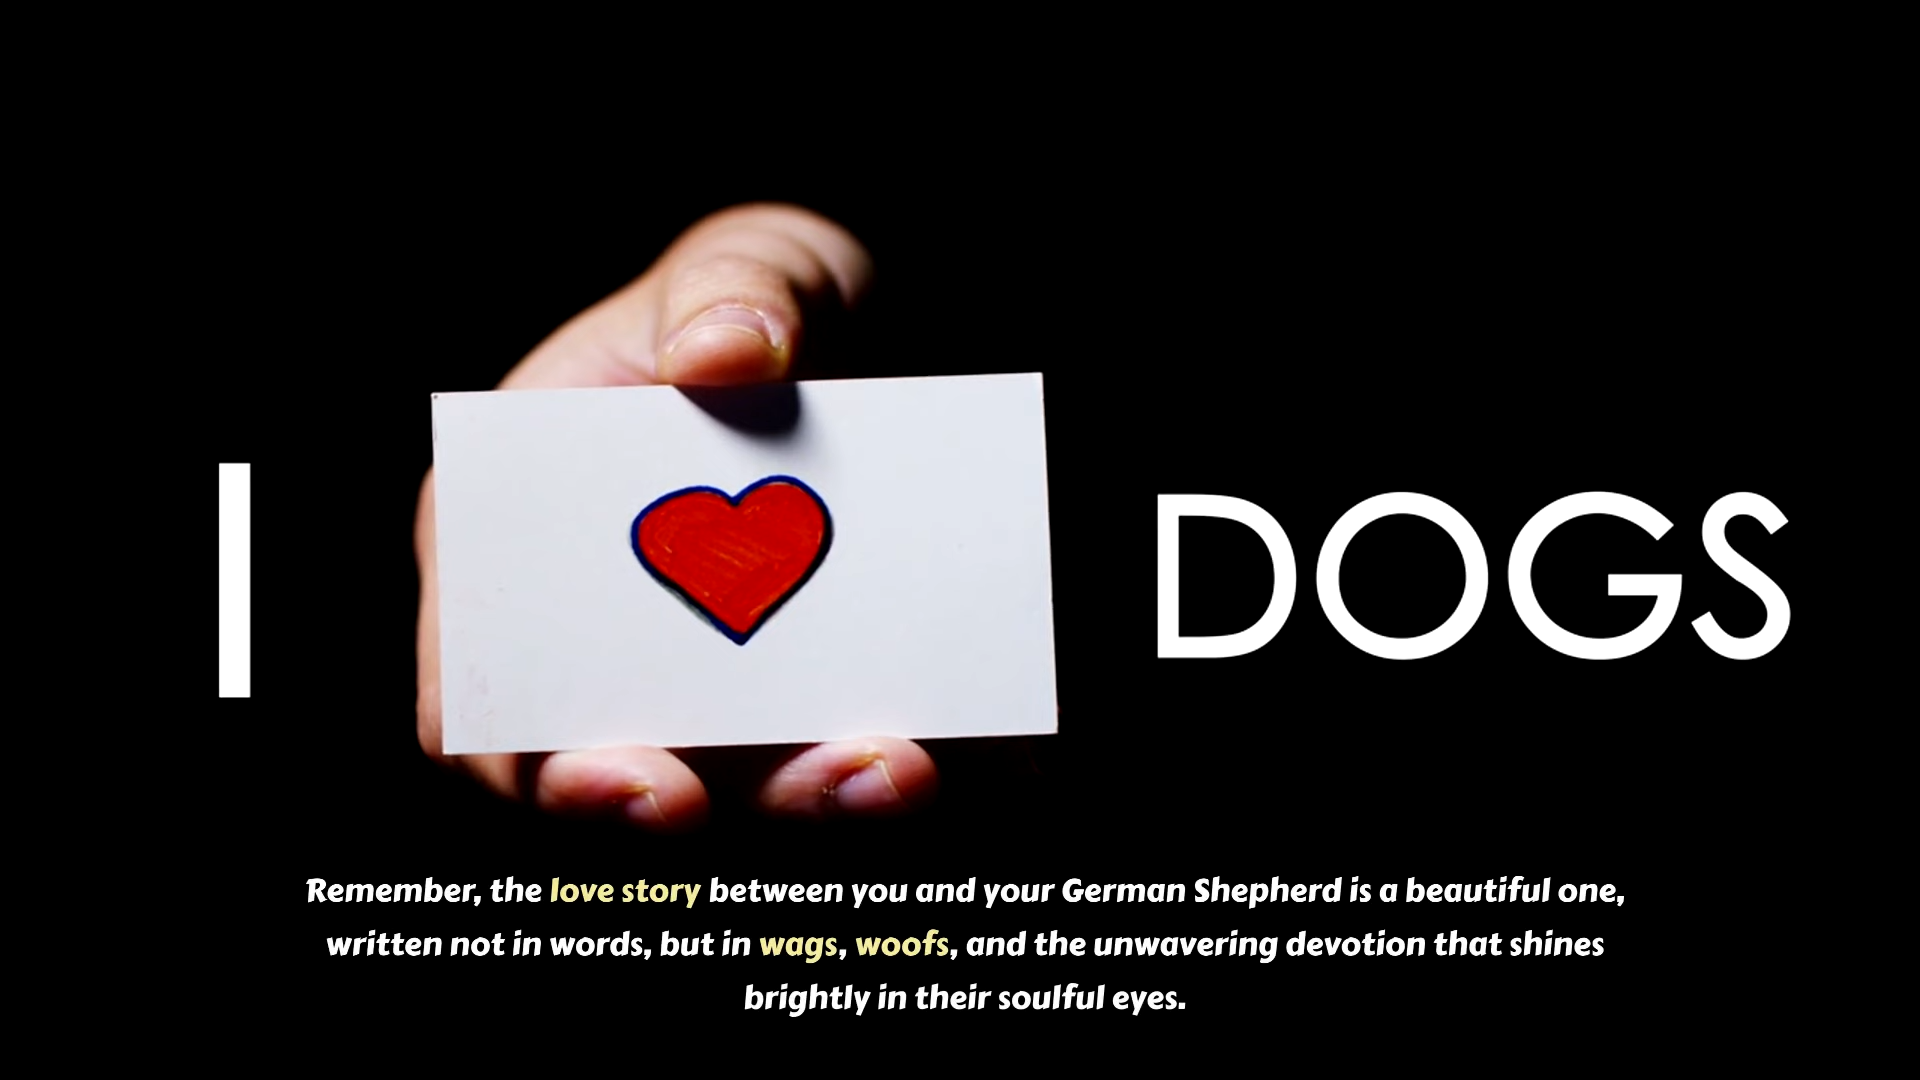 I DOGS
Remember, the love story between you and your German Shepherd is a beautiful one,
written not in words, but in wags, woofs, and the unwavering devotion that shines
brightly in their soulful eyes.